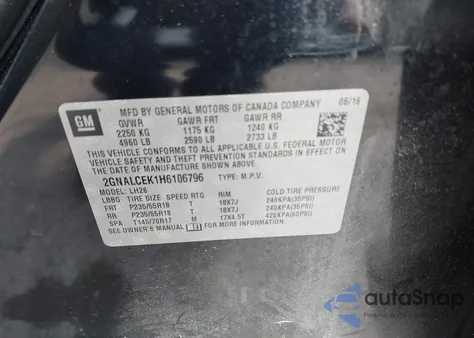 GM
MFD BY GENERAL MOTORS OF CANADA COMPANY 06/16
GVWR GAWR FRT GAWR RR
2250 KG 1175 KG 1240 KG
4960 LB 2590 LB 2733 LB
THIS VEHICLE CONFORMS TO ALL APPLICABLE U.S. FEDERAL MOTOR
VEHICLE SAFETY AND THEFT PREVENTION STANDARDS IN EFFECT ON
THE DATE OF MANUFACTURE SHOWN ABOVE.
2GNALCEK1H6106796 TYPE: M.P.V.
MODEL: LH26
LBBG TIRE SIZE SPEED RTG RIM COLD TIRE PRESSURE
FRT P235/55R18 T 18X7J 240KPA(35PSI)
RR P235/55R18 T 18X7J 240KPA(35PSI)
SPA T145/70R17 M 17X4.5T 420KPA(60PSI)
SEE OWNER'S MANUAL FOR ADDITIONAL INFORMATION.
autoSnap